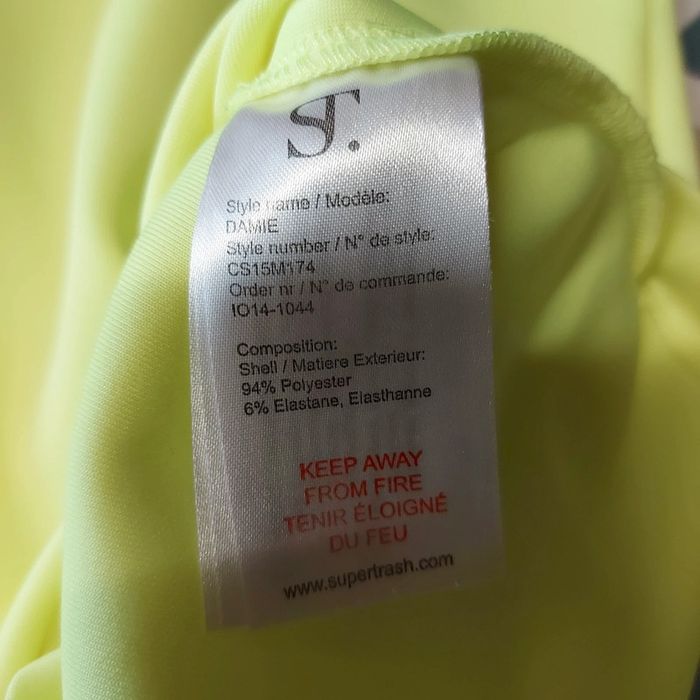 ST.
Style name / Modèle:
DAMIE
Style number / N° de style:
CS15M174
Order nr / N° de commande:
IO14-1044
Composition:
Shell / Matiere Exterieur:
94% Polyester
6% Elastane, Elasthanne
KEEP AWAY
FROM FIRE
TENIR ÉLOIGNÉ
DU FEU
www.supertrash.com